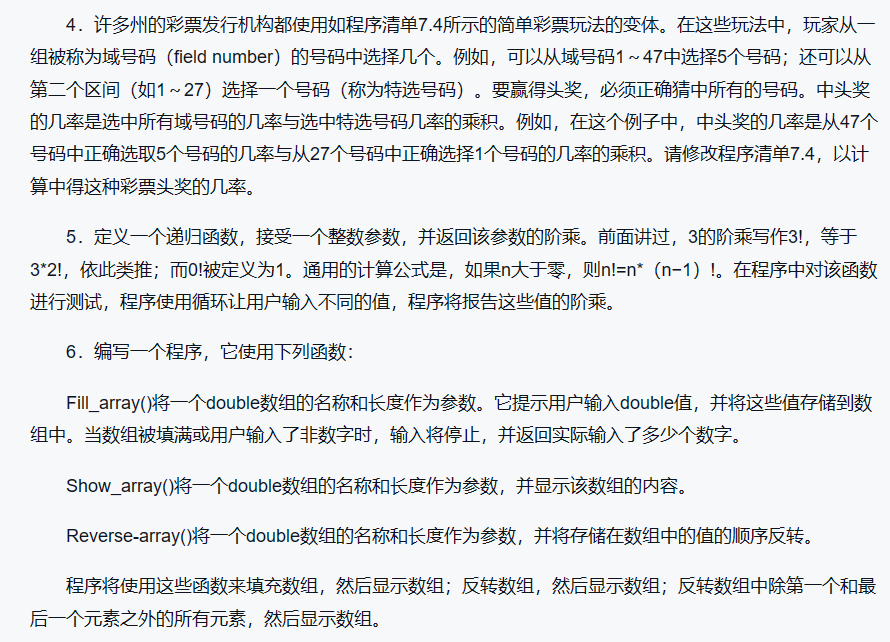 4．许多州的彩票发行机构都使用如程序清单7.4所示的简单彩票玩法的变体。在这些玩法中，玩家从一
组被称为域号码（field number）的号码中选择几个。例如，可以从域号码1～47中选择5个号码；还可以从
第二个区间（如1～27）选择一个号码（称为特选号码）。要赢得头奖，必须正确猜中所有的号码。中头奖
的几率是选中所有域号码的几率与选中特选号码几率的乘积。例如，在这个例子中，中头奖的几率是从47个
号码中正确选取5个号码的几率与从27个号码中正确选择1个号码的几率的乘积。请修改程序清单7.4，以计
算中得这种彩票头奖的几率。
5．定义一个递归函数，接受一个整数参数，并返回该参数的阶乘。前面讲过，3的阶乘写作3!，等于
3*2!，依此类推；而0!被定义为1。通用的计算公式是，如果n大于零，则n!=n*（n−1）!。在程序中对该函数
进行测试，程序使用循环让用户输入不同的值，程序将报告这些值的阶乘。
6．编写一个程序，它使用下列函数：
Fill_array()将一个double数组的名称和长度作为参数。它提示用户输入double值，并将这些值存储到数
组中。当数组被填满或用户输入了非数字时，输入将停止，并返回实际输入了多少个数字。
Show_array()将一个double数组的名称和长度作为参数，并显示该数组的内容。
Reverse-array()将一个double数组的名称和长度作为参数，并将存储在数组中的值的顺序反转。
程序将使用这些函数来填充数组，然后显示数组；反转数组，然后显示数组；反转数组中除第一个和最
后一个元素之外的所有元素，然后显示数组。